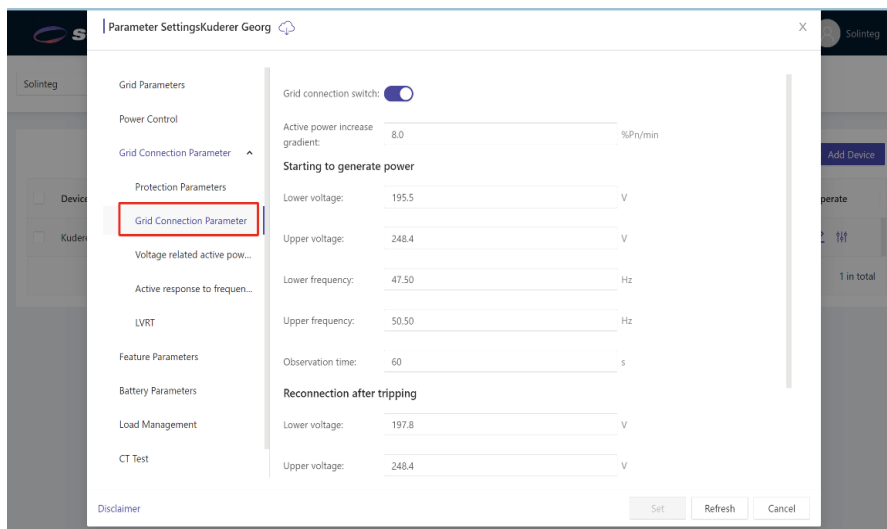 Parameter SettingsKuderer Georg
X
S
Solinteg
Solinteg
Grid Parameters
Power Control
Grid Connection Parameter
Protection Parameters
Grid Connection Parameter
Voltage related active pow...
Active response to frequen...
LVRT
Feature Parameters
Battery Parameters
Load Management
CT Test
Grid connection switch:
Active power increase
gradient:
8.0
%Pn/min
Starting to generate power
Lower voltage:
195.5
V
Upper voltage:
248.4
V
Lower frequency:
47.50
Hz
Upper frequency:
50.50
Hz
Observation time:
60
s
Reconnection after tripping
Lower voltage:
197.8
V
Upper voltage:
248.4
V
Add Device
Device
perate
Kuder
1 in total
Disclaimer
Set
Refresh
Cancel